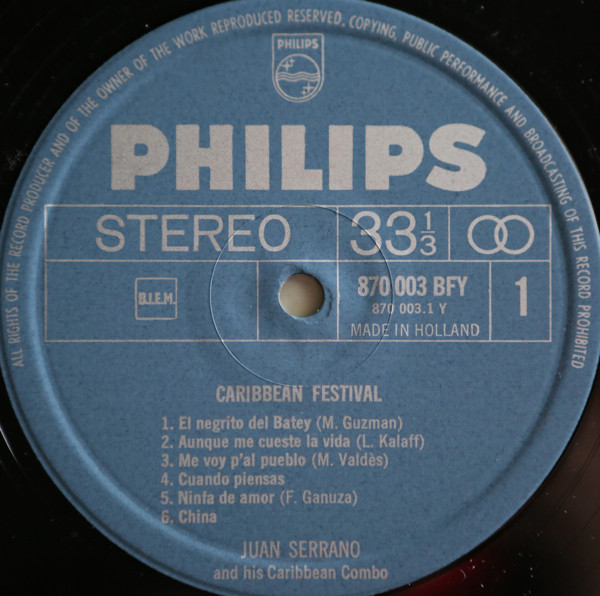 ALL RIGHTS OF THE RECORD PRODUCER AND OF THE OWNER OF THE WORK REPRODUCED RESERVED. COPYING, PUBLIC PERFORMANCE AND BROADCASTING OF THIS RECORD PROHIBITED
PHILIPS
PHILIPS
STEREO 33 1/3
B.I.E.M. 870 003 BFY 1
870 003.1 Y
MADE IN HOLLAND
CARIBBEAN FESTIVAL
1. El negrito del Batey (M. Guzman)
2. Aunque me cueste la vida (L. Kalaff)
3. Me voy p'al pueblo (M. Valdès)
4. Cuando piensas
5. Ninfa de amor (F. Ganuza)
6. China
JUAN SERRANO
and his Caribbean Combo